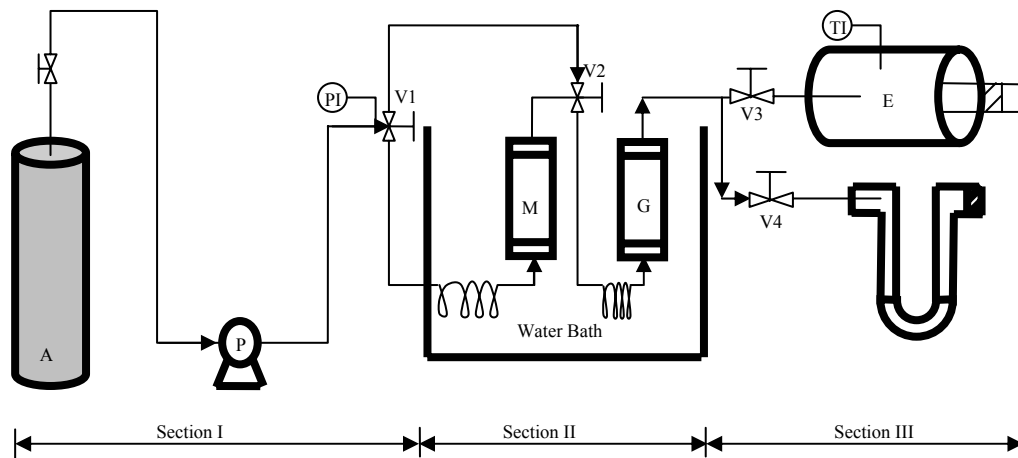 TI
V2
E
PI
V1
V3
M
G
V4
A
P
Water Bath
Section I
Section II
Section III